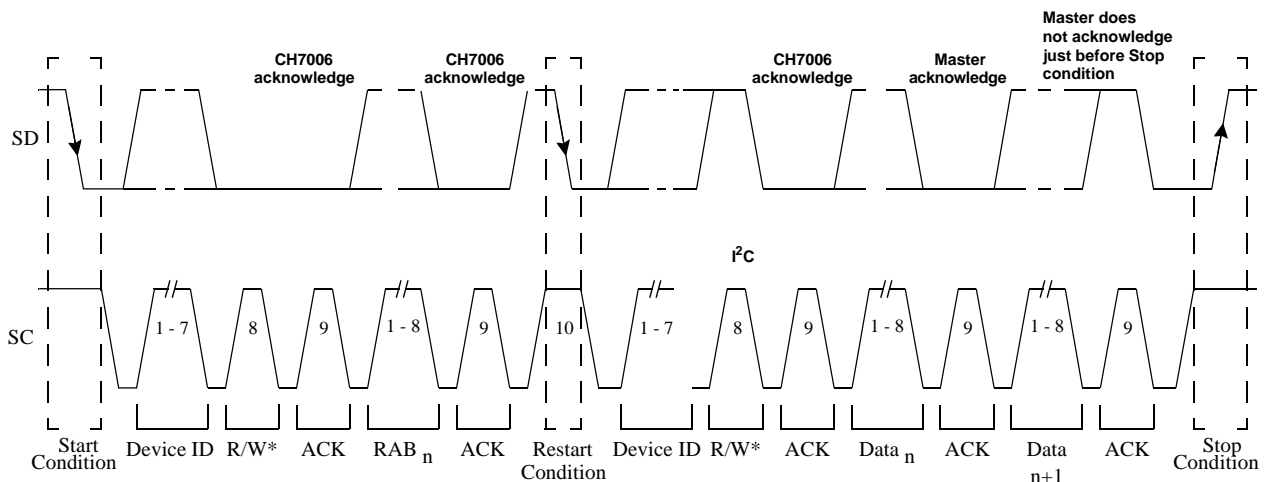 Master does
not acknowledge
just before Stop
condition
CH7006
acknowledge
CH7006
acknowledge
CH7006
acknowledge
Master
acknowledge
SD
I²C
SC
1 - 7
8
9
1 - 8
9
10
1 - 7
8
9
1 - 8
9
1 - 8
9
Start
Condition
Device ID
R/W*
ACK
RAB n
ACK
Restart
Condition
Device ID
R/W*
ACK
Data n
ACK
Data
n+1
ACK
Stop
Condition